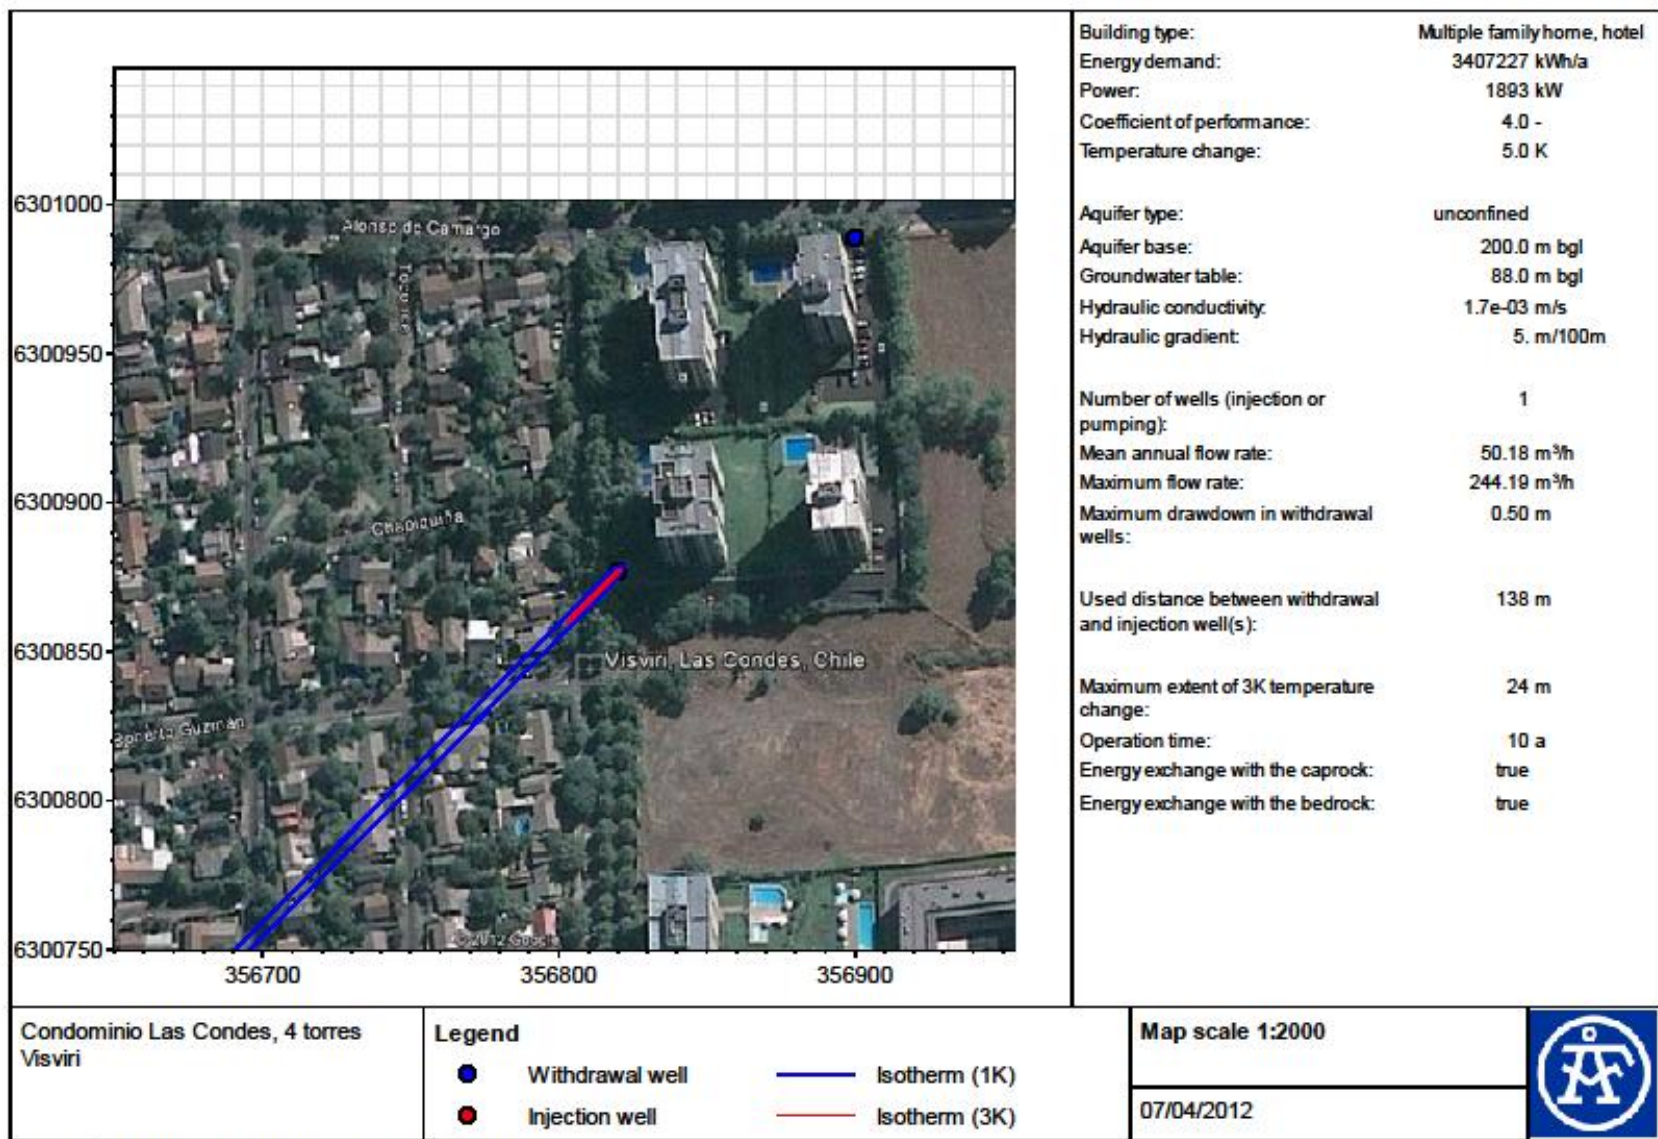 Building type: Multiple family home, hotel
Energy demand: 3407227 kWh/a
Power: 1893 kW
Coefficient of performance: 4.0 -
Temperature change: 5.0 K
Aquifer type: unconfined
Aquifer base: 200.0 m bgl
Groundwater table: 88.0 m bgl
Hydraulic conductivity: 1.7e-03 m/s
Hydraulic gradient: 5. m/100m
Number of wells (injection or 1
pumping):
Mean annual flow rate: 50.18 m³/h
Maximum flow rate: 244.19 m³/h
Maximum drawdown in withdrawal 0.50 m
wells:
Used distance between withdrawal 138 m
and injection well(s):
Maximum extent of 3K temperature 24 m
change:
Operation time: 10 a
Energy exchange with the caprock: true
Energy exchange with the bedrock: true
6301000
6300950
6300900
6300850
6300800
6300750
356700 356800 356900
Alonso de Camargo
Toconce
Chapiquiña
Visviri, Las Condes, Chile
Roberto Guzmán
© 2012 Google
Condominio Las Condes, 4 torres
Visviri
Legend
Withdrawal well
Isotherm (1K)
Injection well
Isotherm (3K)
Map scale 1:2000
07/04/2012
ÅF